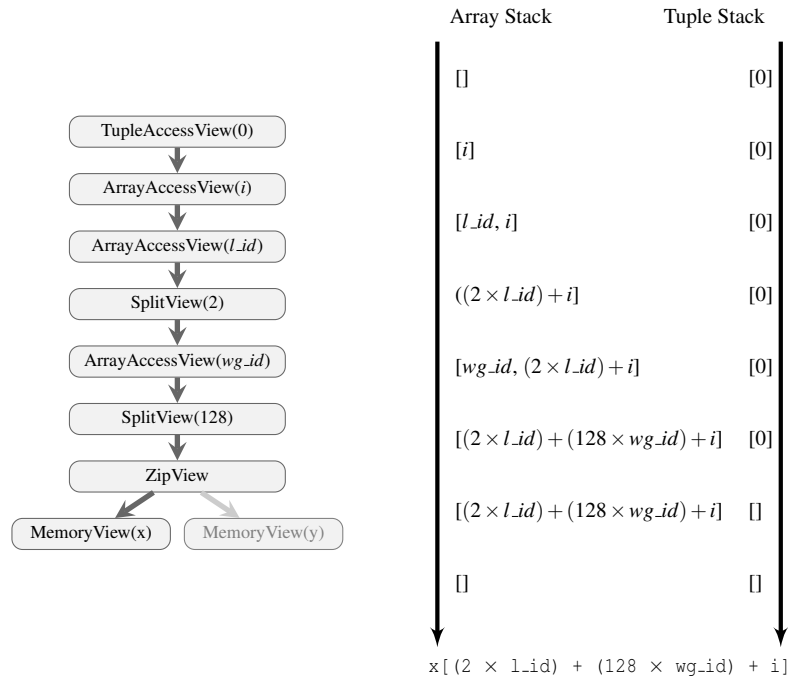 Array Stack Tuple Stack
[] [0]
TupleAccessView(0)
[i] [0]
ArrayAccessView(i)
[l_id, i] [0]
ArrayAccessView(l_id)
((2 × l_id) + i] [0]
SplitView(2)
ArrayAccessView(wg_id)
[wg_id, (2 × l_id) + i] [0]
SplitView(128)
[(2 × l_id) + (128 × wg_id) + i] [0]
ZipView
[(2 × l_id) + (128 × wg_id) + i] []
MemoryView(x) MemoryView(y)
[] []
x[(2 × l_id) + (128 × wg_id) + i]